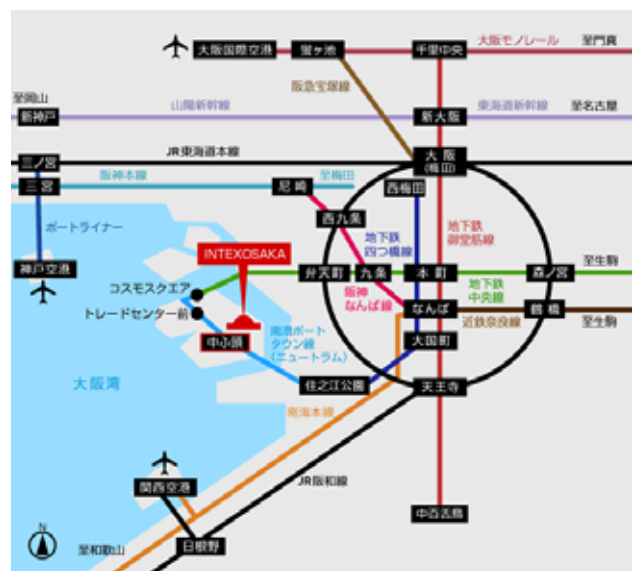 大阪モノレール
至門真
大阪国際空港
蛍ヶ池
千里中央
阪急宝塚線
至岡山
山陽新幹線
東海道新幹線
至名古屋
新神戸
新大阪
JR東海道本線
三ノ宮
大阪
(梅田)
阪神本線
至梅田
三宮
尼崎
西梅田
西九条
ポートライナー
地下鉄
四つ橋線
地下鉄
御堂筋線
INTEXOSAKA
至生駒
神戸空港
弁天町
九条
本町
森ノ宮
コスモスクエア
阪神
なんば線
地下鉄
中央線
トレードセンター前
なんば
鶴橋
近鉄奈良線
至生駒
中ふ頭
南港ポート
タウン線
(ニュートラム)
大国町
大阪湾
住之江公園
天王寺
南海本線
関西空港
JR阪和線
中百舌鳥
N
至和歌山
日根野